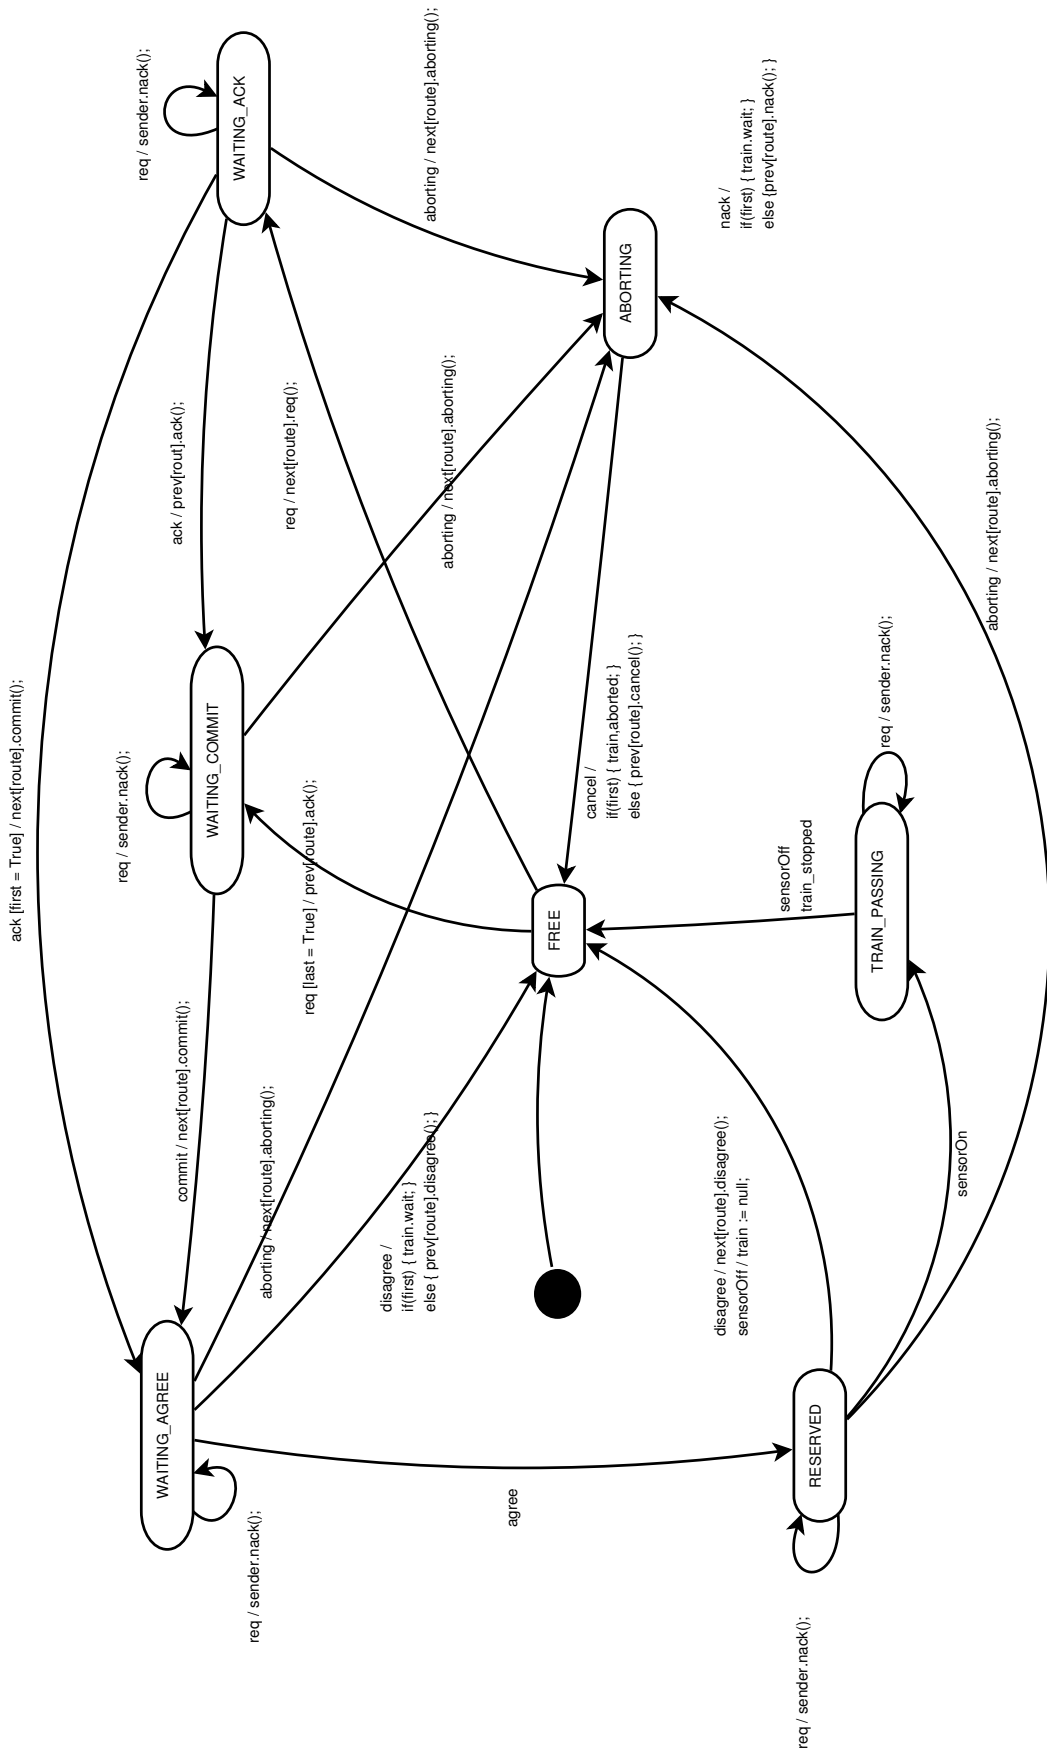 ack [first = True] / next[route].commit();
req / sender.nack();
req / sender.nack();
WAITING_AGREE
commit / next[route].commit();
ack / prev[rout].ack();
WAITING_COMMIT
WAITING_ACK
req / sender.nack();
aborting / next[route].aborting();
req / next[route].req();
req [last = True] / prev[route].ack();
disagree /
if(first) { train.wait; }
else { prev[route].disagree(); }
aborting / next[route].aborting();
aborting / next[route].aborting();
agree
FREE
cancel /
if(first) { train,aborted; }
else { prev[route].cancel(); }
ABORTING
disagree / next[route].disagree();
sensorOff / train := null;
nack /
if(first) { train.wait; }
else {prev[route].nack(); }
sensorOff
train_stopped
req / sender.nack();
RESERVED
TRAIN_PASSING
req / sender.nack();
sensorOn
aborting / next[route].aborting();